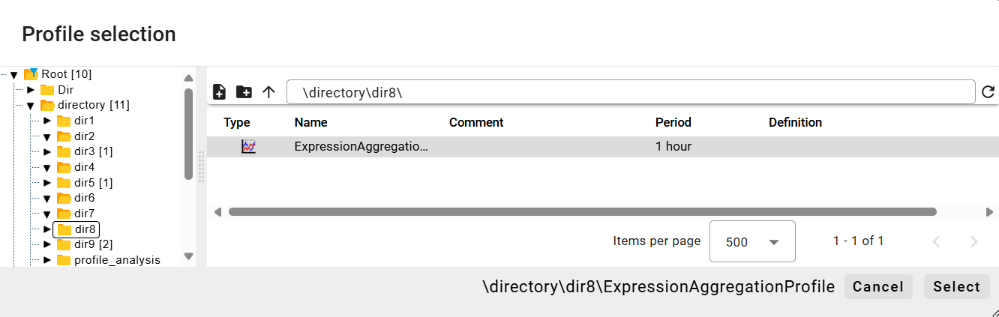 Profile selection
Root [10]
Dir
directory [11]
dir1
dir2
dir3 [1]
dir4
dir5 [1]
dir6
dir7
dir8
dir9 [2]
profile_analysis
\directory\dir8\
Type Name Comment Period Definition
ExpressionAggregatio... 1 hour
Items per page 500 1 - 1 of 1
\directory\dir8\ExpressionAggregationProfile Cancel Select